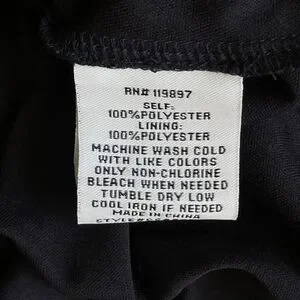 RN# 119897
SELF:
100%POLYESTER
LINING:
100%POLYESTER
MACHINE WASH COLD
WITH LIKE COLORS
ONLY NON-CHLORINE
BLEACH WHEN NEEDED
TUMBLE DRY LOW
COOL IRON IF NEEDED
MADE IN CHINA